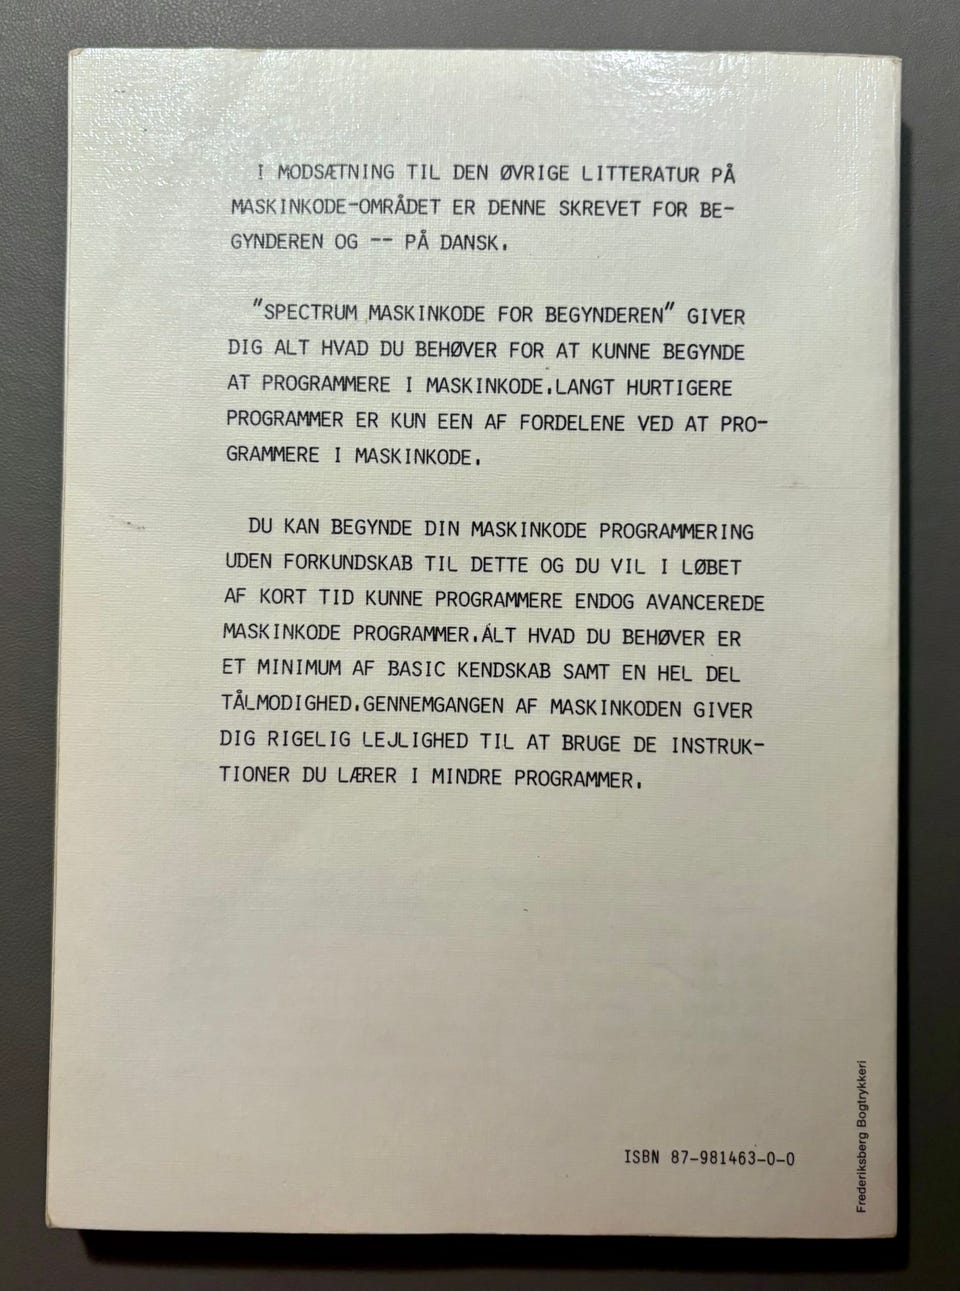 I MODSÆTNING TIL DEN ØVRIGE LITTERATUR PÅ
MASKINKODE-OMRÅDET ER DENNE SKREVET FOR BE-
GYNDEREN OG -- PÅ DANSK.
"SPECTRUM MASKINKODE FOR BEGYNDEREN" GIVER
DIG ALT HVAD DU BEHØVER FOR AT KUNNE BEGYNDE
AT PROGRAMMERE I MASKINKODE.LANGT HURTIGERE
PROGRAMMER ER KUN EEN AF FORDELENE VED AT PRO-
GRAMMERE I MASKINKODE.
DU KAN BEGYNDE DIN MASKINKODE PROGRAMMERING
UDEN FORKUNDSKAB TIL DETTE OG DU VIL I LØBET
AF KORT TID KUNNE PROGRAMMERE ENDOG AVANCEREDE
MASKINKODE PROGRAMMER.ALT HVAD DU BEHØVER ER
ET MINIMUM AF BASIC KENDSKAB SAMT EN HEL DEL
TÅLMODIGHED.GENNEMGANGEN AF MASKINKODEN GIVER
DIG RIGELIG LEJLIGHED TIL AT BRUGE DE INSTRUK-
TIONER DU LÆRER I MINDRE PROGRAMMER.
ISBN 87-981463-0-0
Frederiksberg Bogtrykkeri